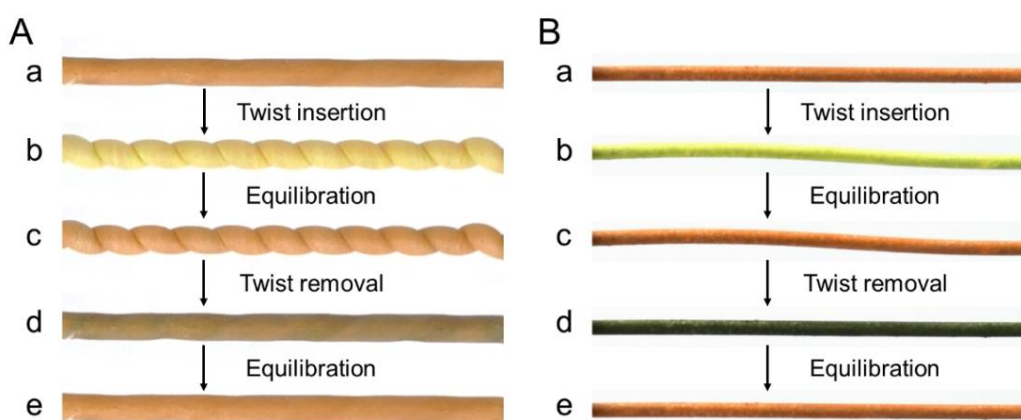 A
a
Twist insertion
b
Equilibration
c
Twist removal
d
Equilibration
e
B
a
Twist insertion
b
Equilibration
c
Twist removal
d
Equilibration
e